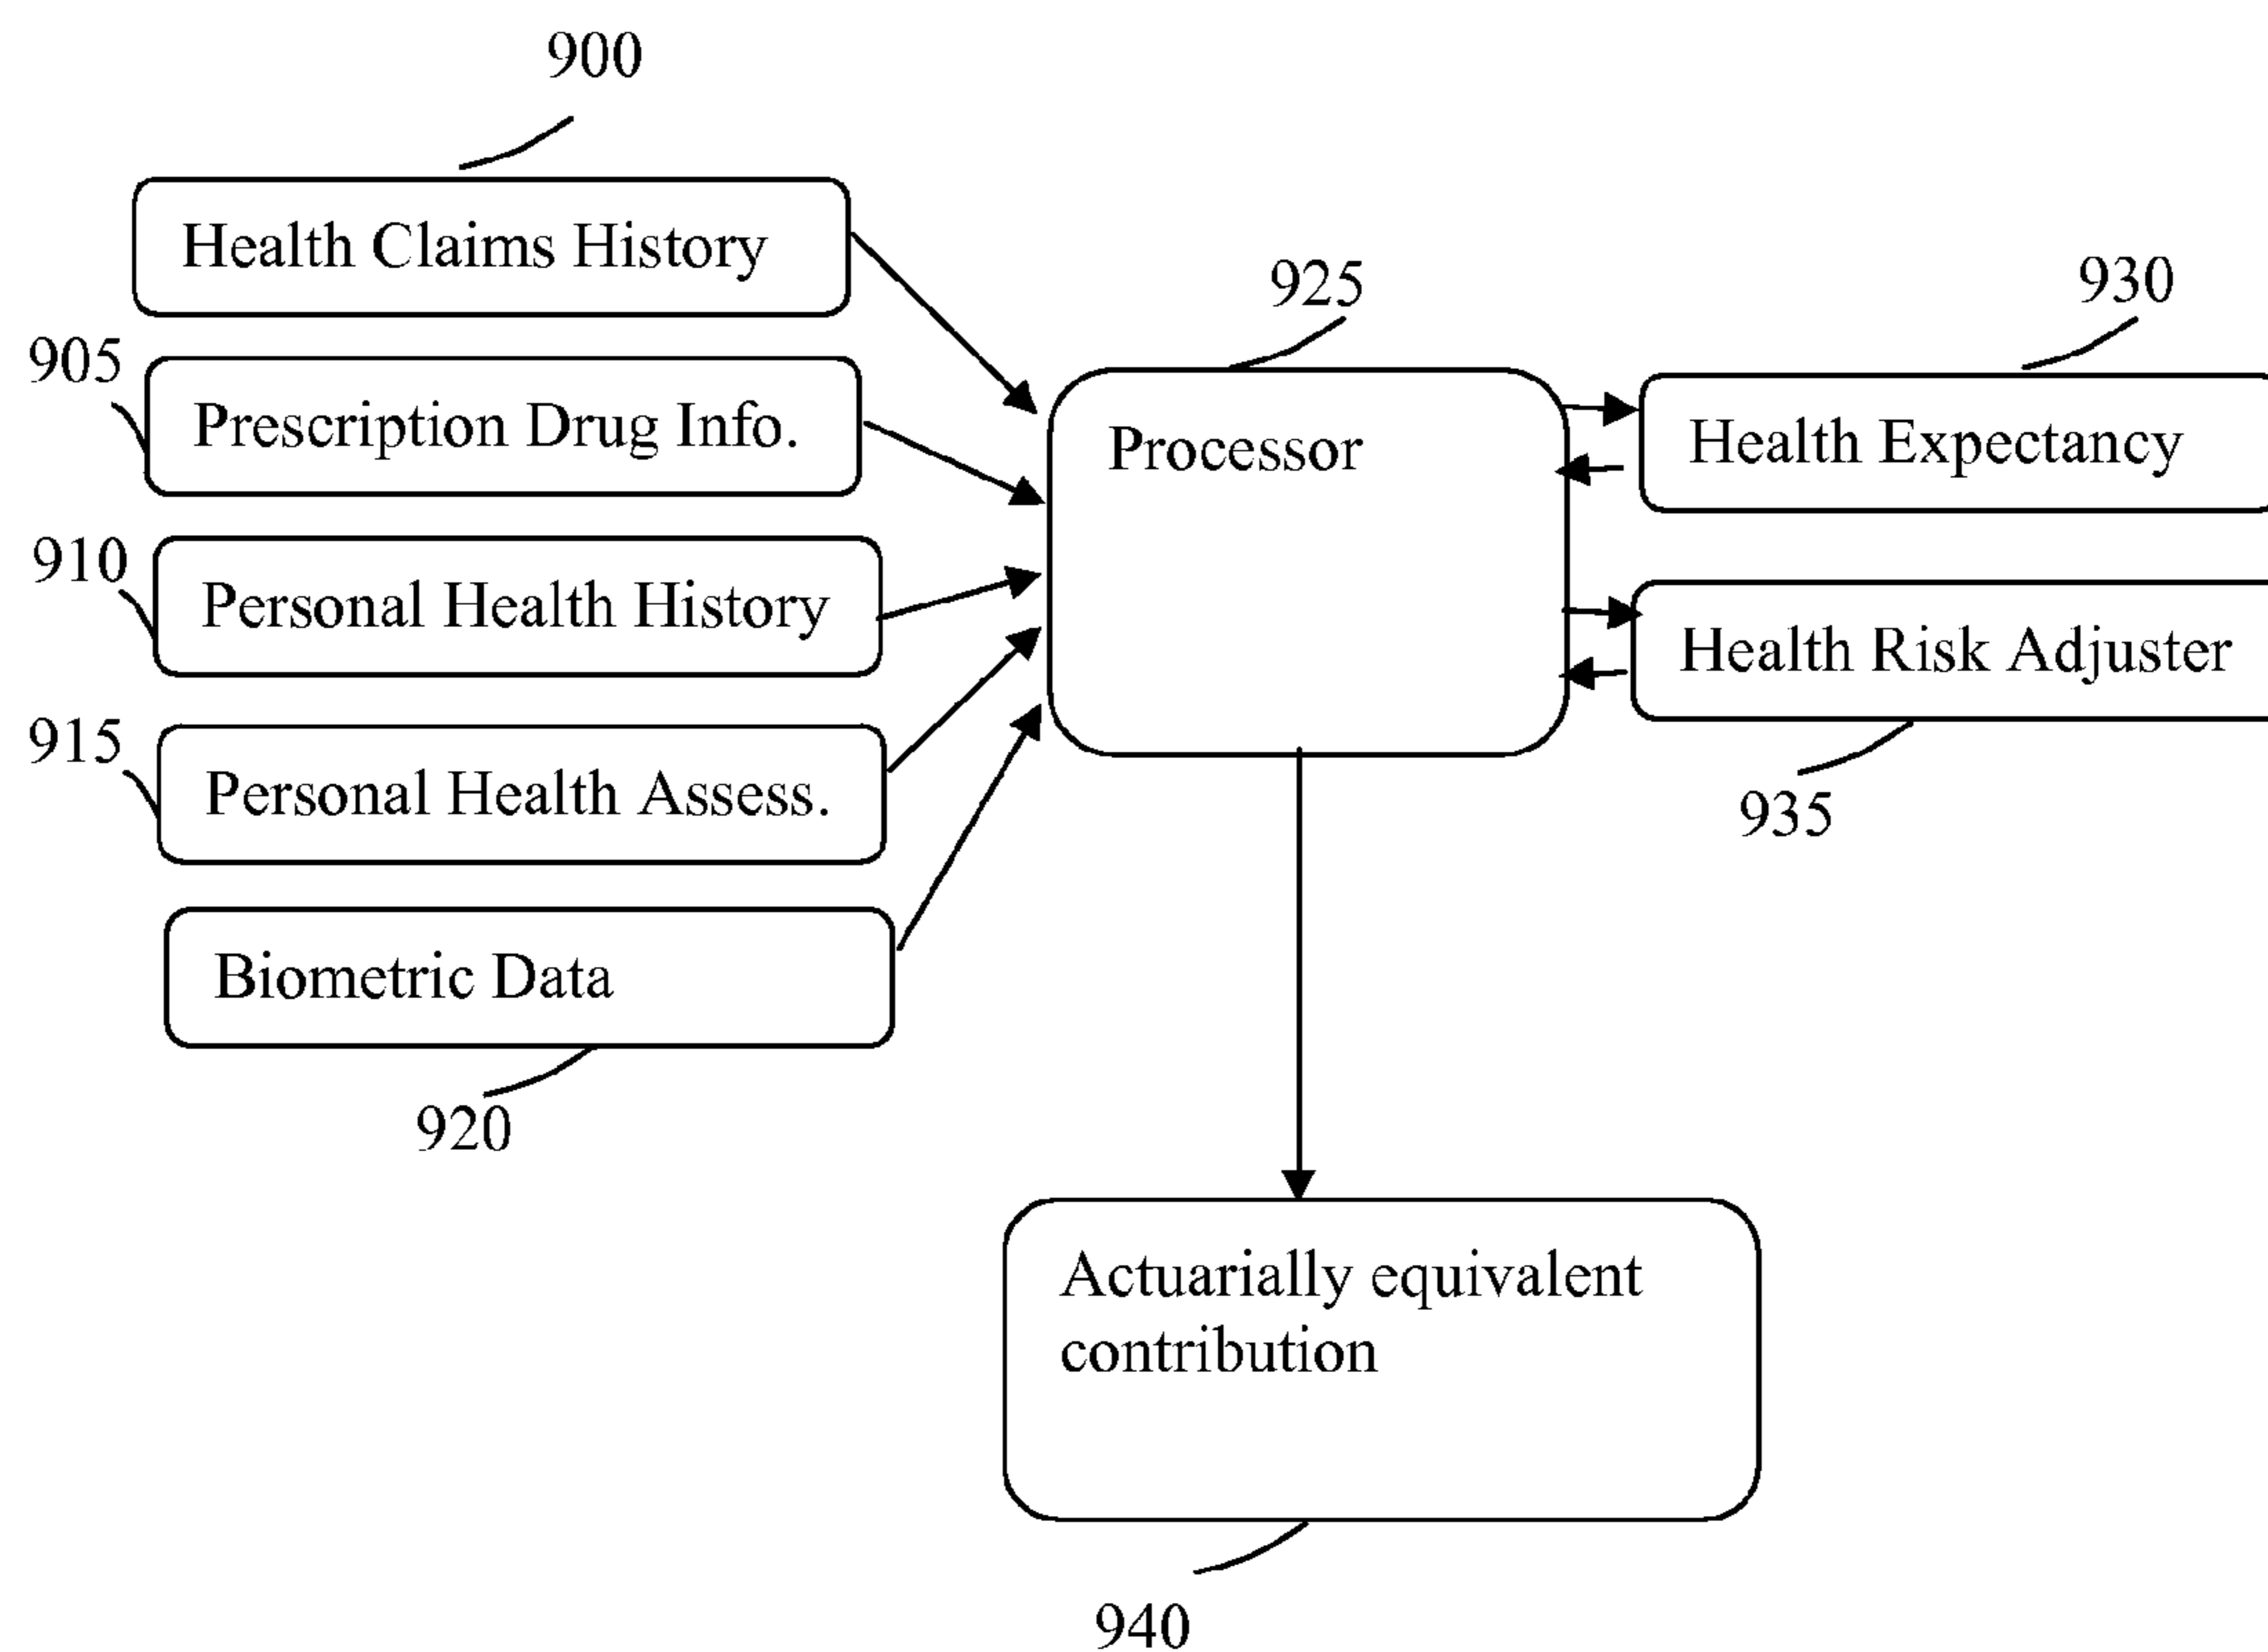 900
Health Claims History
905
Prescription Drug Info.
910
Personal Health History
915
Personal Health Assess.
Biometric Data
920
925
Processor
930
Health Expectancy
Health Risk Adjuster
935
Actuarially equivalent
contribution
940